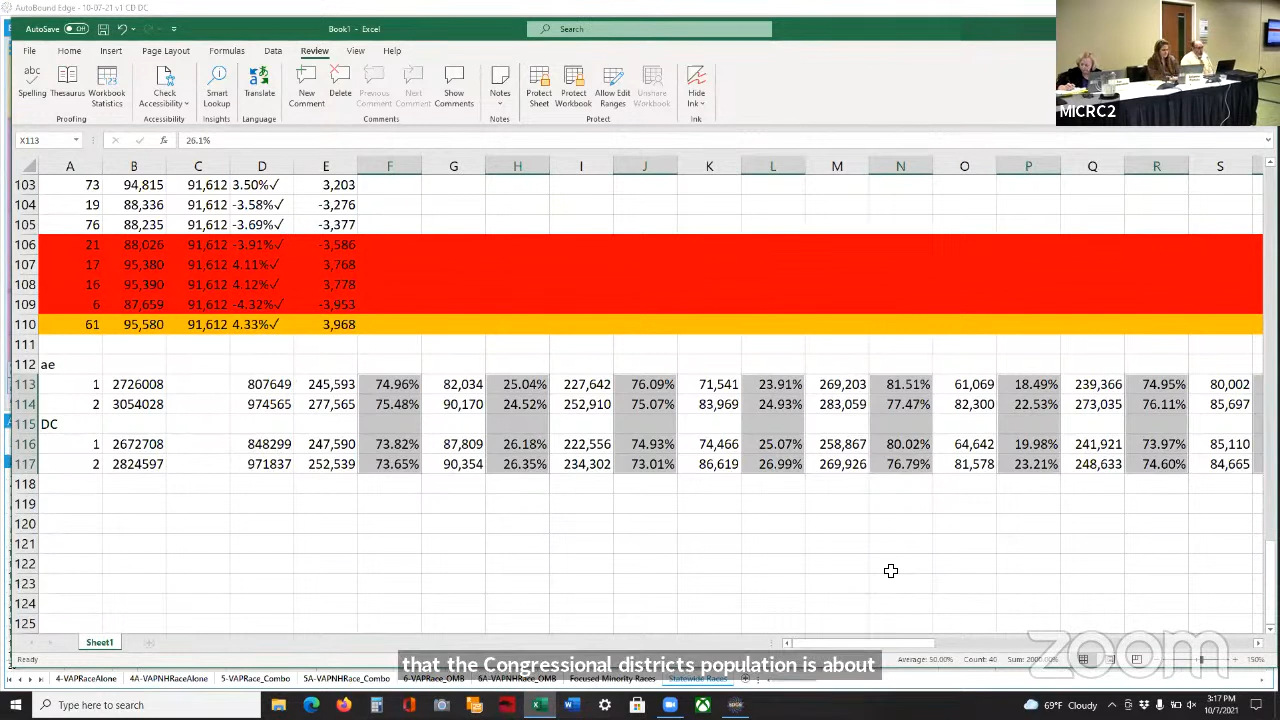 AutoBound Edge - 10-07-21 v1 CD DC
AutoSave Off Book1 - Excel Search
File Home Insert Page Layout Formulas Data Review View Help
Spelling Thesaurus Workbook Statistics Check Accessibility Smart Lookup Translate New Comment Delete Previous Comment Next Comment Show Comments Notes Protect Sheet Protect Workbook Allow Edit Ranges Unshare Workbook Hide Ink
Proofing Accessibility Insights Language Comments Notes Protect Ink
MICRC2
X113 fx 26.1%
A B C D E F G H I J K L M N O P Q R S
103 73 94,815 91,612 3.50%✓ 3,203
104 19 88,336 91,612 -3.58%✓ -3,276
105 76 88,235 91,612 -3.69%✓ -3,377
106 21 88,026 91,612 -3.91%✓ -3,586
107 17 95,380 91,612 4.11%✓ 3,768
108 16 95,390 91,612 4.12%✓ 3,778
109 6 87,659 91,612 -4.32%✓ -3,953
110 61 95,580 91,612 4.33%✓ 3,968
111
112 ae
113 1 2726008 807649 245,593 74.96% 82,034 25.04% 227,642 76.09% 71,541 23.91% 269,203 81.51% 61,069 18.49% 239,366 74.95% 80,002
114 2 3054028 974565 277,565 75.48% 90,170 24.52% 252,910 75.07% 83,969 24.93% 283,059 77.47% 82,300 22.53% 273,035 76.11% 85,697
115 DC
116 1 2672708 848299 247,590 73.82% 87,809 26.18% 222,556 74.93% 74,466 25.07% 258,867 80.02% 64,642 19.98% 241,921 73.97% 85,110
117 2 2824597 971837 252,539 73.65% 90,354 26.35% 234,302 73.01% 86,619 26.99% 269,926 76.79% 81,578 23.21% 248,633 74.60% 84,665
118
119
120
121
122
123
124
125
Sheet1
zoom
that the Congressional districts population is about
Ready Average: 50.00% Count: 40 Sum: 2000.00% 150%
4-VAPRaceAlone 4A-VAPNHRaceAlone 5-VAPRace_Combo 5A-VAPNHRace_Combo 6-VAPRace_OMB 6A-VAPNHRace_OMB Focused Minority Races Statewide Races
Type here to search 69°F Cloudy 3:17 PM
10/7/2021